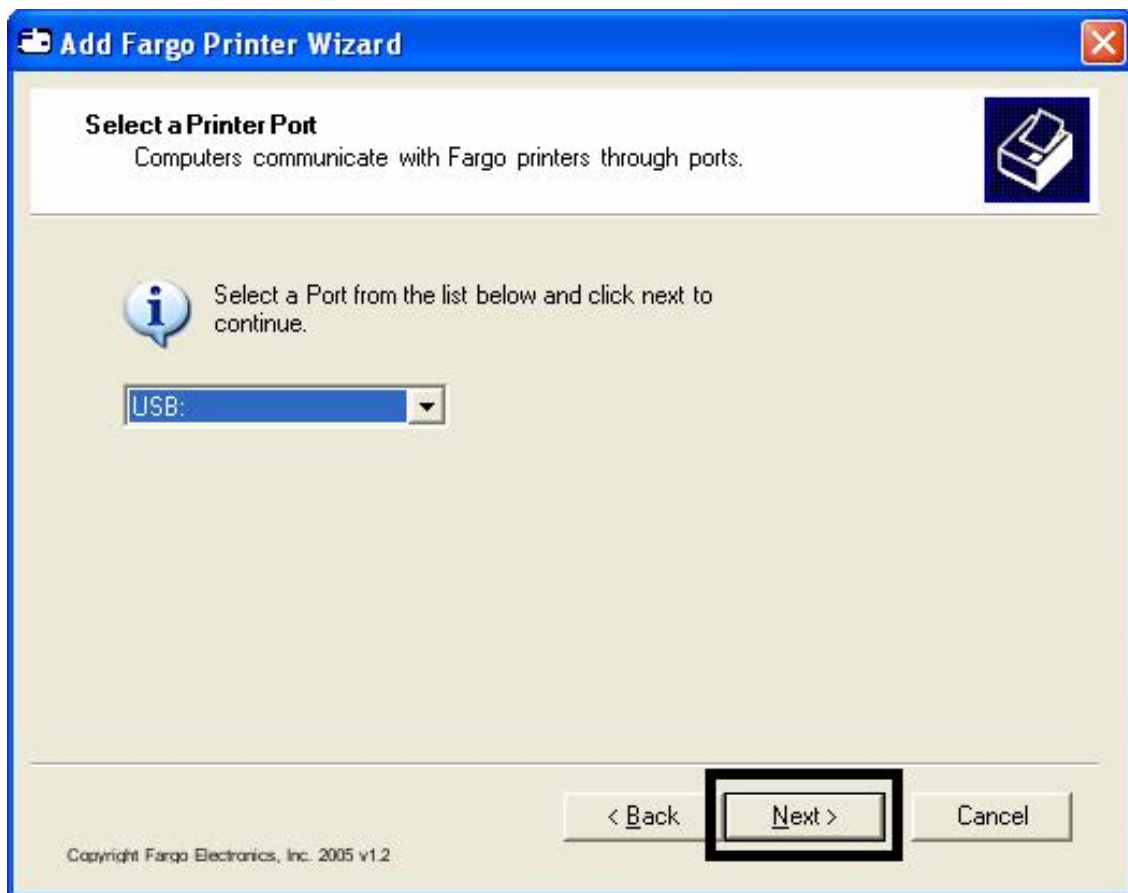 Add Fargo Printer Wizard
Select a Printer Port
Computers communicate with Fargo printers through ports.
Select a Port from the list below and click next to
continue.
USB:
< Back
Next >
Cancel
Copyright Fargo Electronics, Inc. 2005 v1.2